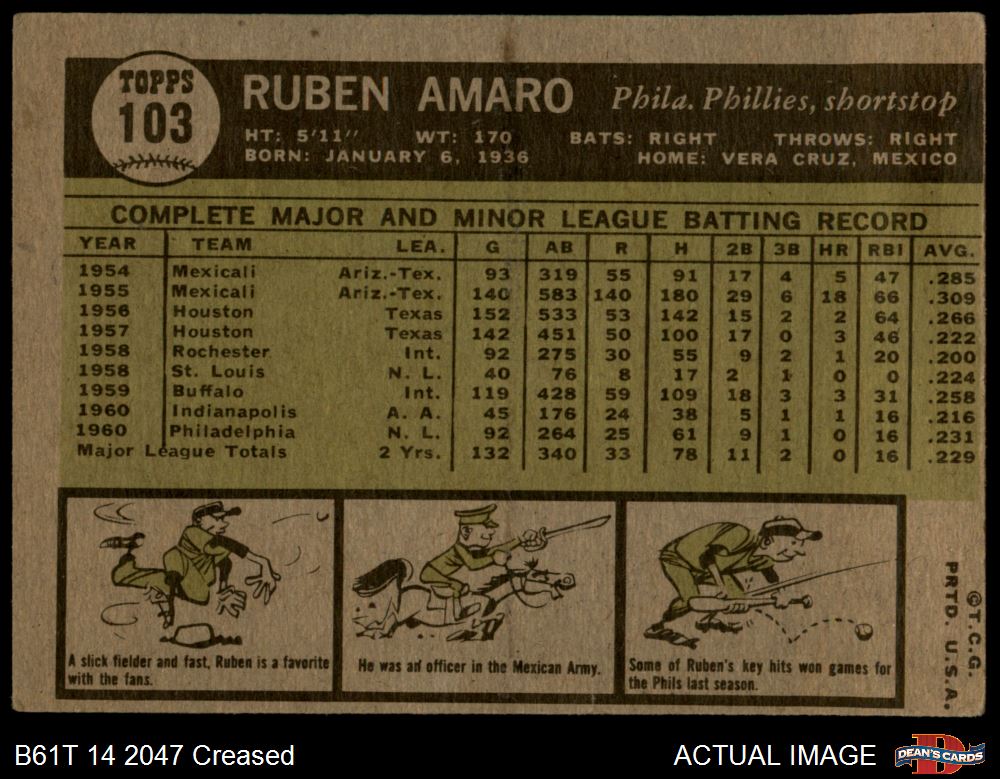 TOPPS
103
RUBEN AMARO Phila. Phillies, shortstop
HT: 5'11" WT: 170 BATS: RIGHT THROWS: RIGHT
BORN: JANUARY 6, 1936 HOME: VERA CRUZ, MEXICO
COMPLETE MAJOR AND MINOR LEAGUE BATTING RECORD
YEAR TEAM LEA. G AB R H 2B 3B HR RBI AVG.
1954 Mexicali Ariz.-Tex. 93 319 55 91 17 4 5 47 .285
1955 Mexicali Ariz.-Tex. 140 583 140 180 29 6 18 66 .309
1956 Houston Texas 152 533 53 142 15 2 2 64 .266
1957 Houston Texas 142 451 50 100 17 0 3 46 .222
1958 Rochester Int. 92 275 30 55 9 2 1 20 .200
1958 St. Louis N. L. 40 76 8 17 2 1 0 0 .224
1959 Buffalo Int. 119 428 59 109 18 3 3 31 .258
1960 Indianapolis A. A. 45 176 24 38 5 1 1 16 .216
1960 Philadelphia N. L. 92 264 25 61 9 1 0 16 .231
Major League Totals 2 Yrs. 132 340 33 78 11 2 0 16 .229
A slick fielder and fast, Ruben is a favorite
with the fans.
He was an officer in the Mexican Army.
Some of Ruben's key hits won games for
the Phils last season.
©T.C.G.
PRTD. U.S.A.
B61T 14 2047 Creased
ACTUAL IMAGE
DEAN'S CARDS